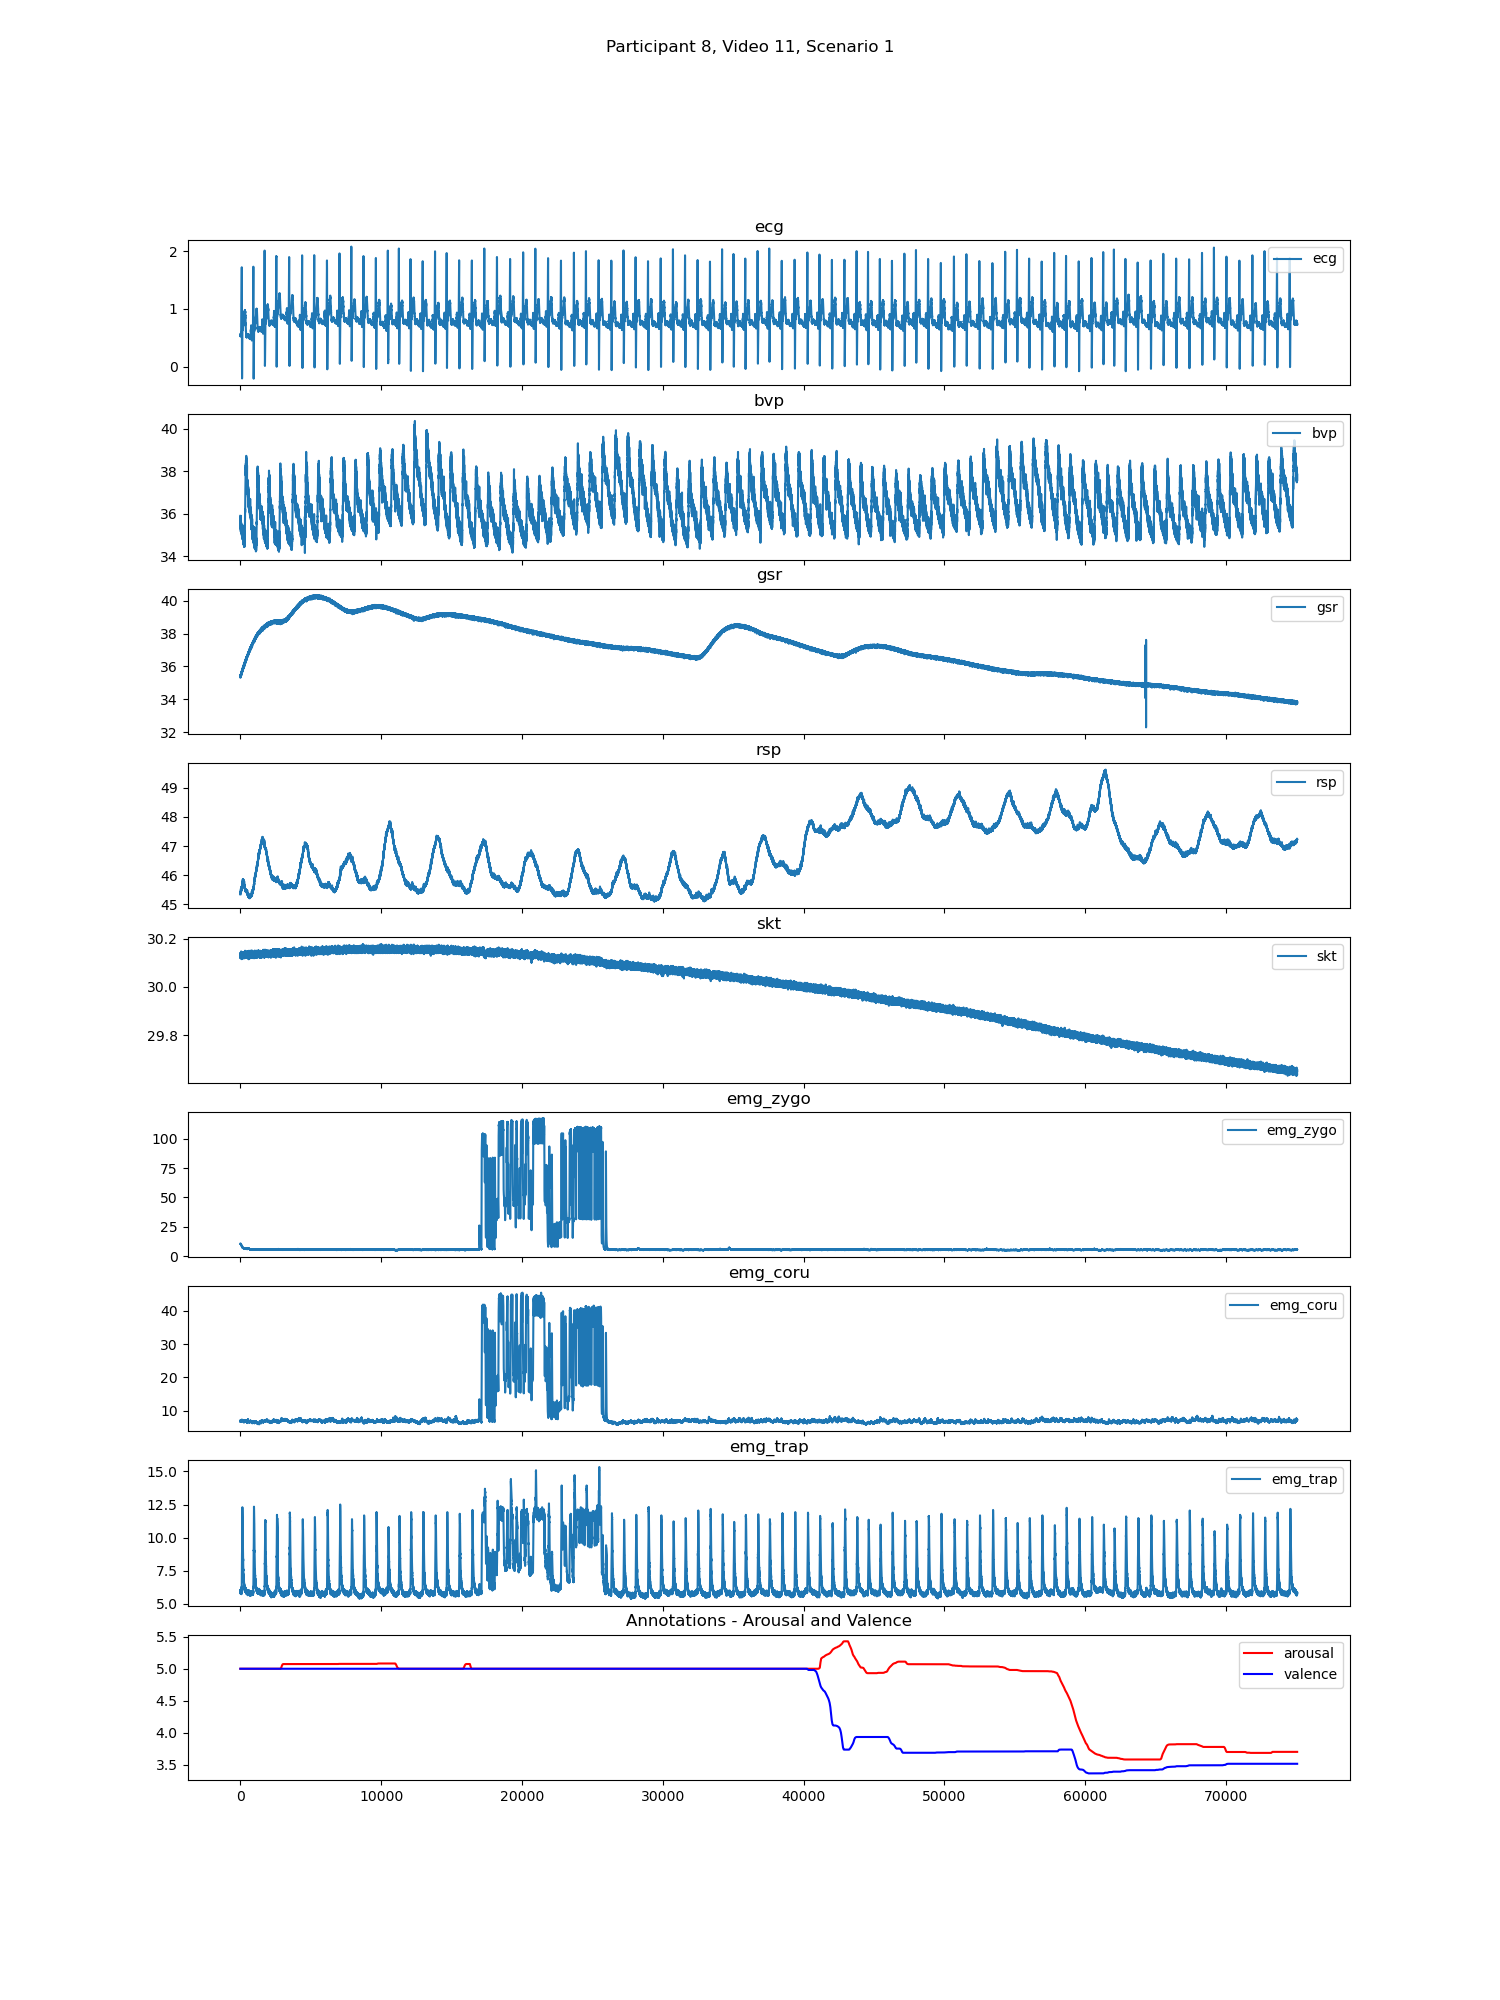 Participant 8, Video 11, Scenario 1
ecg
2
1
0
ecg
bvp
40
38
36
34
bvp
gsr
40
38
36
34
32
gsr
rsp
49
48
47
46
45
rsp
skt
30.2
30.0
29.8
skt
emg_zygo
100
75
50
25
0
emg_zygo
emg_coru
40
30
20
10
emg_coru
emg_trap
15.0
12.5
10.0
7.5
5.0
emg_trap
Annotations - Arousal and Valence
5.5
5.0
4.5
4.0
3.5
arousal
valence
0 10000 20000 30000 40000 50000 60000 70000